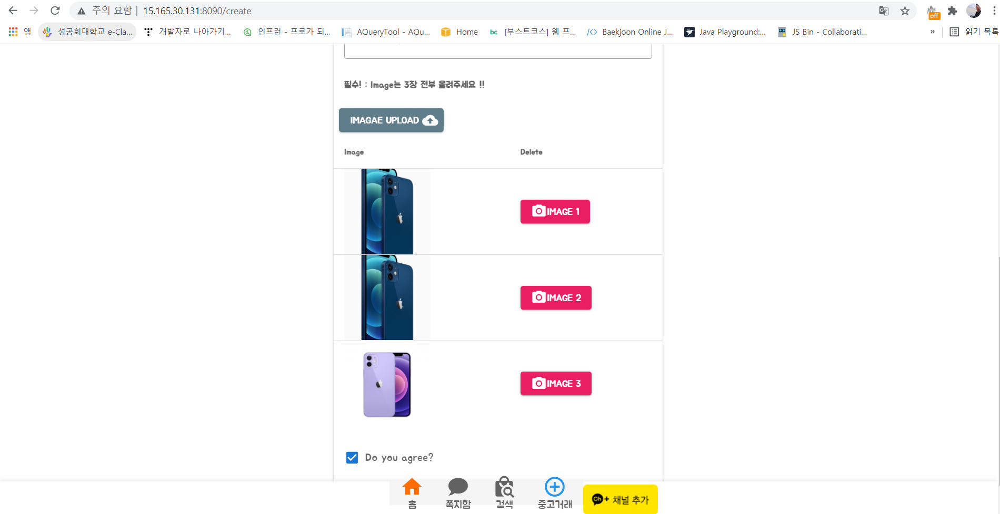 주의 요함 | 15.165.30.131:8090/create
off
앱 성공회대학교 e-Cla... 개발자로 나아가기... 인프런 - 프로가 되... AQueryTool - AQu... Home bc [부스트코스] 웹 프... Baekjoon Online J... Java Playground:... JS Bin - Collaborati... » 읽기 목록
필수! : Image는 3장 전부 올려주세요 !!
IMAGAE UPLOAD
Image Delete
IMAGE 1
IMAGE 2
IMAGE 3
Do you agree?
홈 쪽지함 검색 중고거래 Ch+ 채널 추가